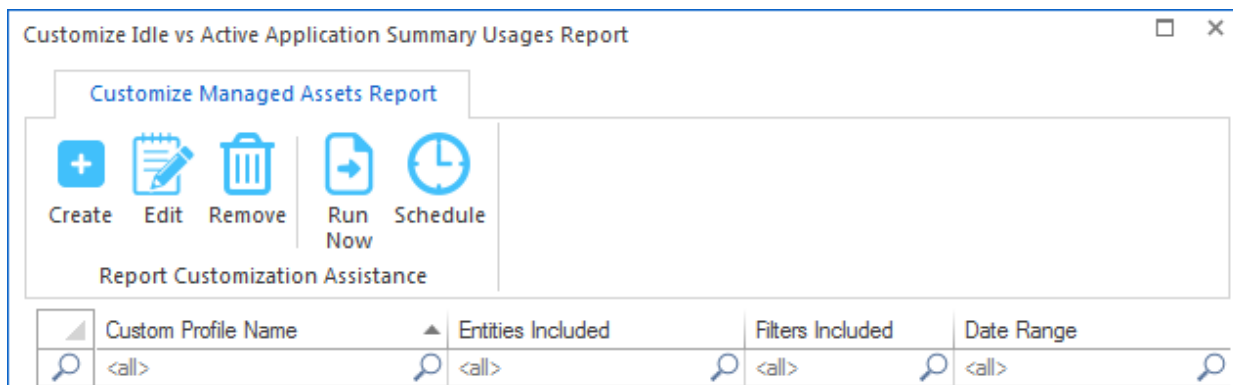 Customize Idle vs Active Application Summary Usages Report
Customize Managed Assets Report
Create Edit Remove Run Now Schedule
Report Customization Assistance
Custom Profile Name Entities Included Filters Included Date Range
<all> <all> <all> <all>